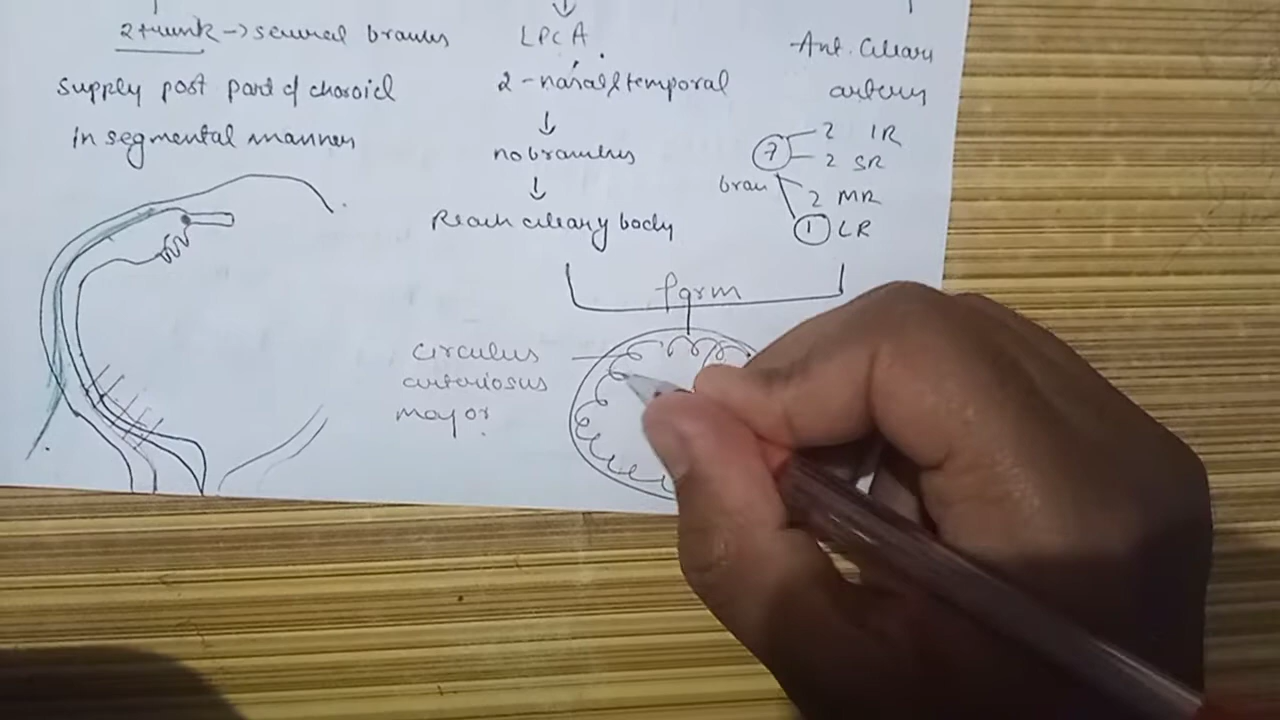 2 trunk → several branches
supply post part of choroid
in segmental manner
LPCA
2 - nasal & temporal
no branches
Reach ciliary body
Ant. Ciliary
artery
7
bran
2 IR
2 SR
2 MR
1 LR
form
circulus
arteriosus
major